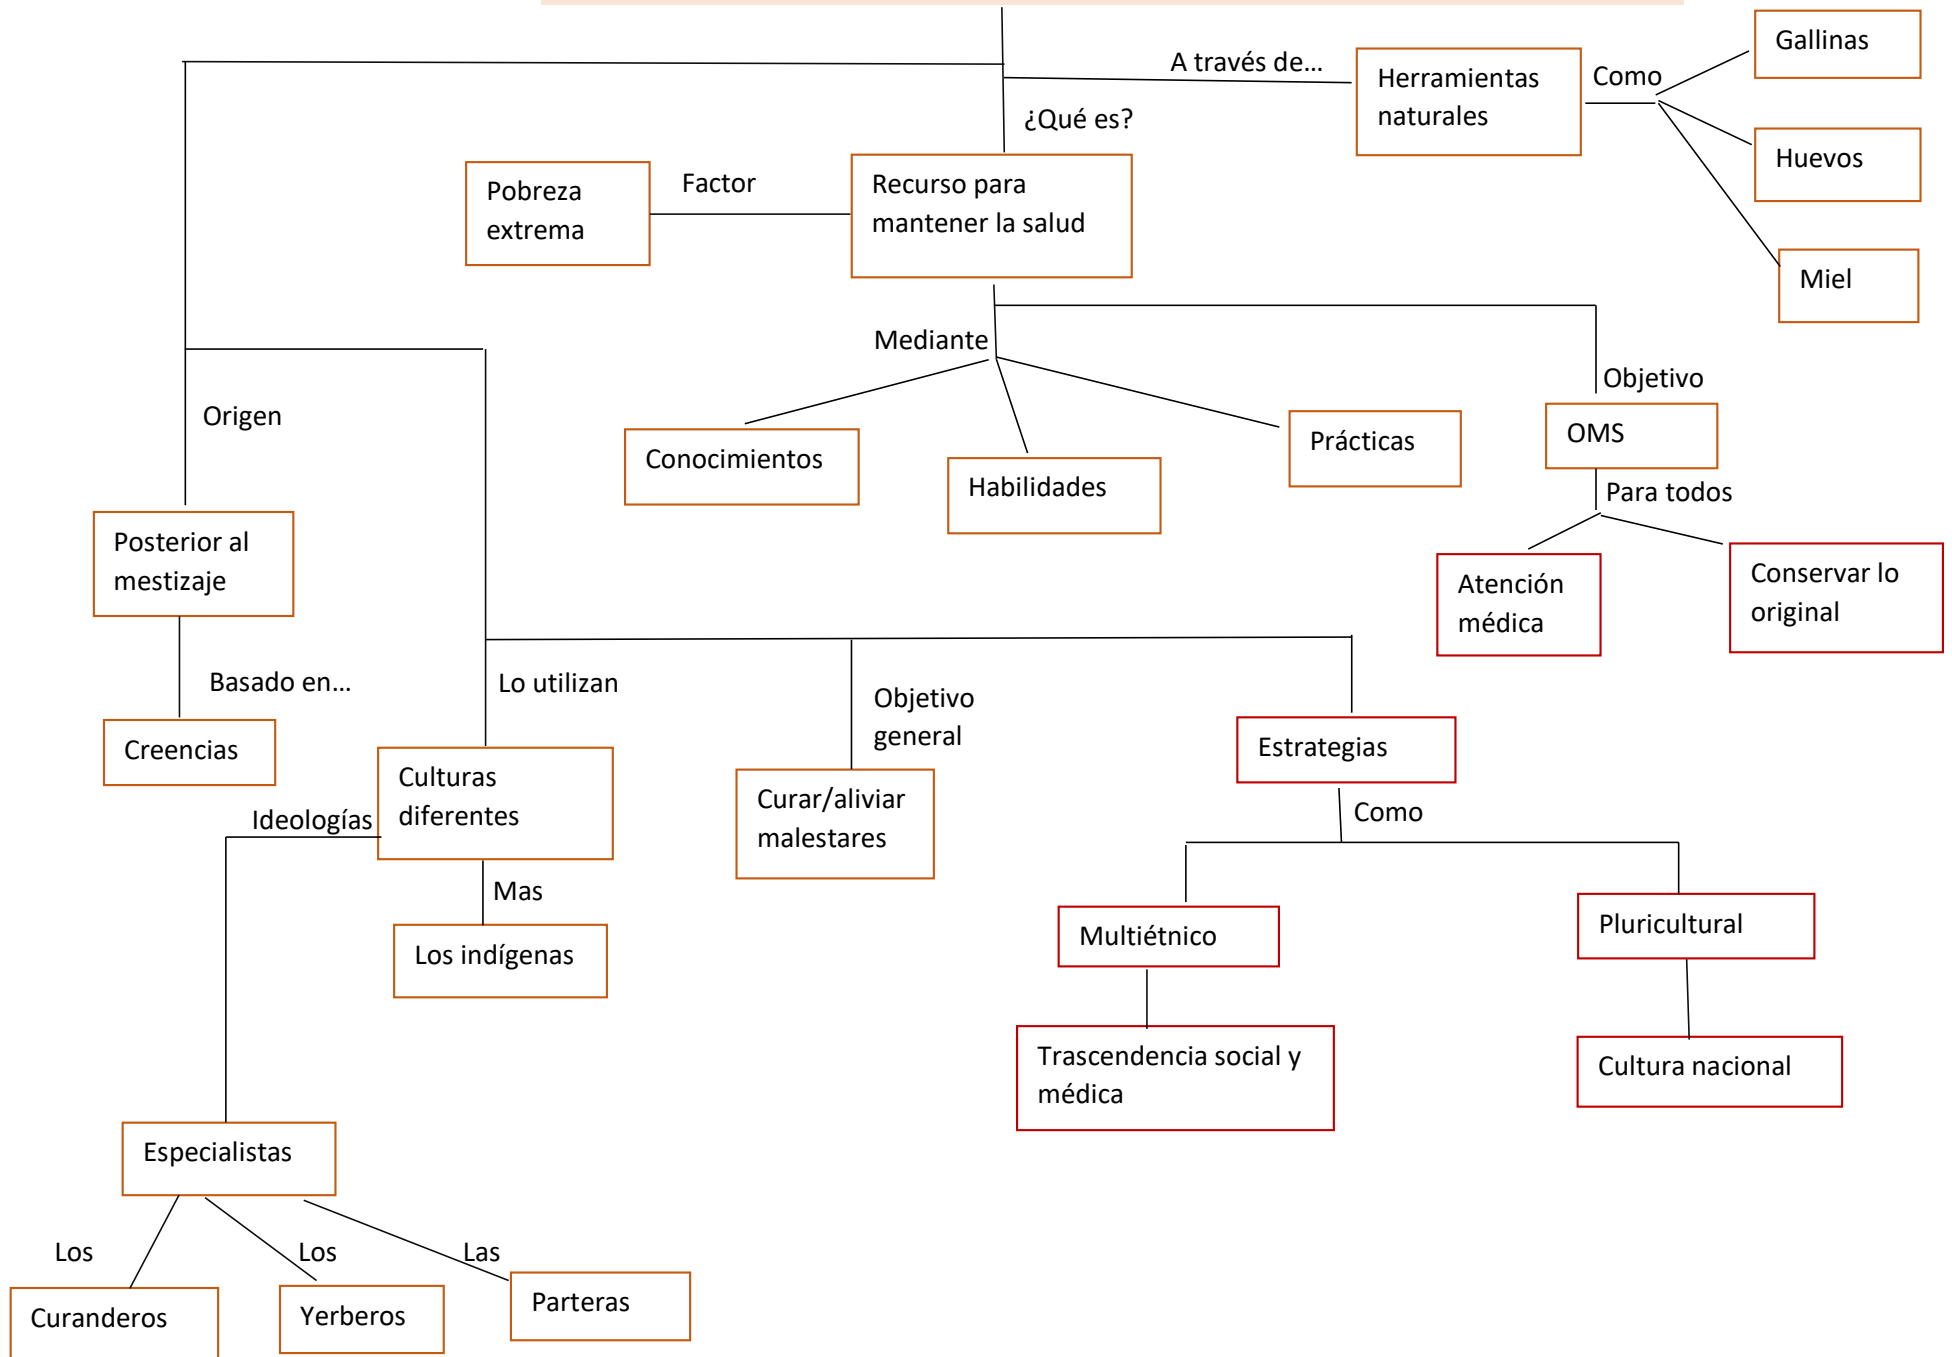 Gallinas
A través de...
Herramientas
naturales
Como
¿Qué es?
Huevos
Pobreza
extrema
Factor
Recurso para
mantener la salud
Miel
Mediante
Objetivo
Origen
Conocimientos
Habilidades
Prácticas
OMS
Para todos
Posterior al
mestizaje
Atención
médica
Conservar lo
original
Basado en...
Lo utilizan
Objetivo
general
Creencias
Culturas
diferentes
Estrategias
Ideologías
Curar/aliviar
malestares
Como
Mas
Los indígenas
Multiétnico
Pluricultural
Trascendencia social y
médica
Cultura nacional
Especialistas
Los
Los
Las
Curanderos
Yerberos
Parteras